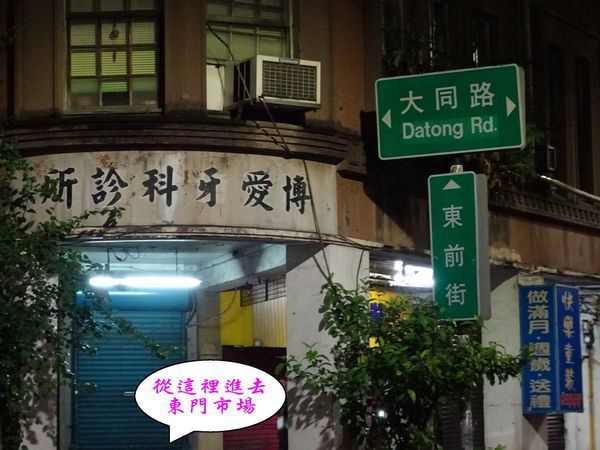 大同路
Datong Rd.
博愛牙科診所
東前街
快樂童裝
做滿月·週歲·送禮
從這裡進去
東門市場